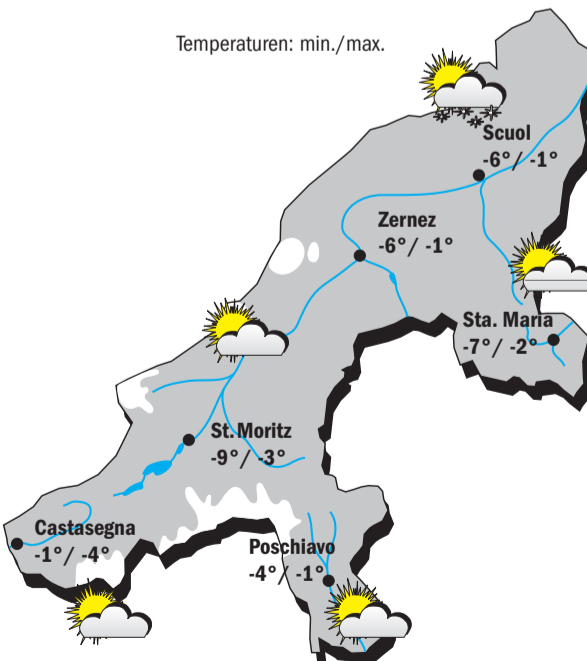 Temperaturen: min./max.
Scuol
-6°/ -1°
Zernez
-6°/ -1°
Sta. Maria
-7°/ -2°
St. Moritz
-9°/ -3°
Castasegna
-1°/ -4°
Poschiavo
-4°/ -1°